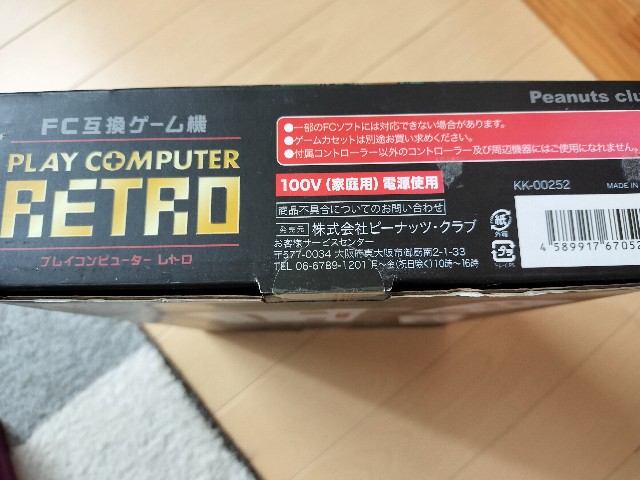 Peanuts clu
FC互換ゲーム機
PLAY COMPUTER
RETRO
プレイコンピューター レトロ
●一部のFCソフトには対応できない場合があります。
●ゲームカセットは別途お買い求めください。
●付属コントローラー以外のコントローラー及び周辺機器にはご使用になれません。
100V(家庭用)電源使用
KK-00252
MADE IN
商品不具合についてのお問い合わせ
発売元 株式会社ピーナッツ・クラブ
お客様サービスセンター
〒577-0034 大阪府東大阪市御厨南2-1-33
TEL 06-6789-1201 月〜金(祝日除く)10時〜16時
紙
外箱
プラ
4 589917 67052